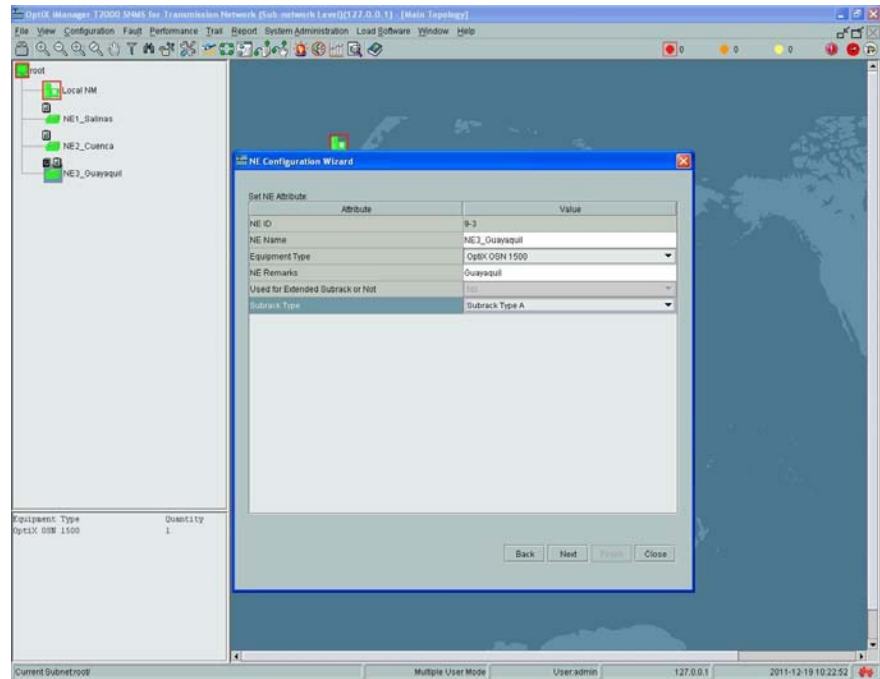 OptiX iManager T2000 SNMS for Transmission Network (Sub-network Level)(127.0.0.1) - [Main Topology]
File View Configuration Fault Performance Trail Report System Administration Load Software Window Help
0 0 0
root
Local NM
NE1_Salinas
NE2_Cuenca
NE3_Guayaquil
NE Configuration Wizard
Set NE Attribute
Attribute Value
NE ID 9-3
NE Name NE3_Guayaquil
Equipment Type OptiX OSN 1500
NE Remarks Guayaquil
Used for Extended Subrack or Not
Subrack Type Subrack Type A
Back Next Finish Close
Equipment Type Quantity
OptiX OSN 1500 1
Current Subnet:root/ Multiple User Mode User:admin 127.0.0.1 2011-12-19 10:22:52